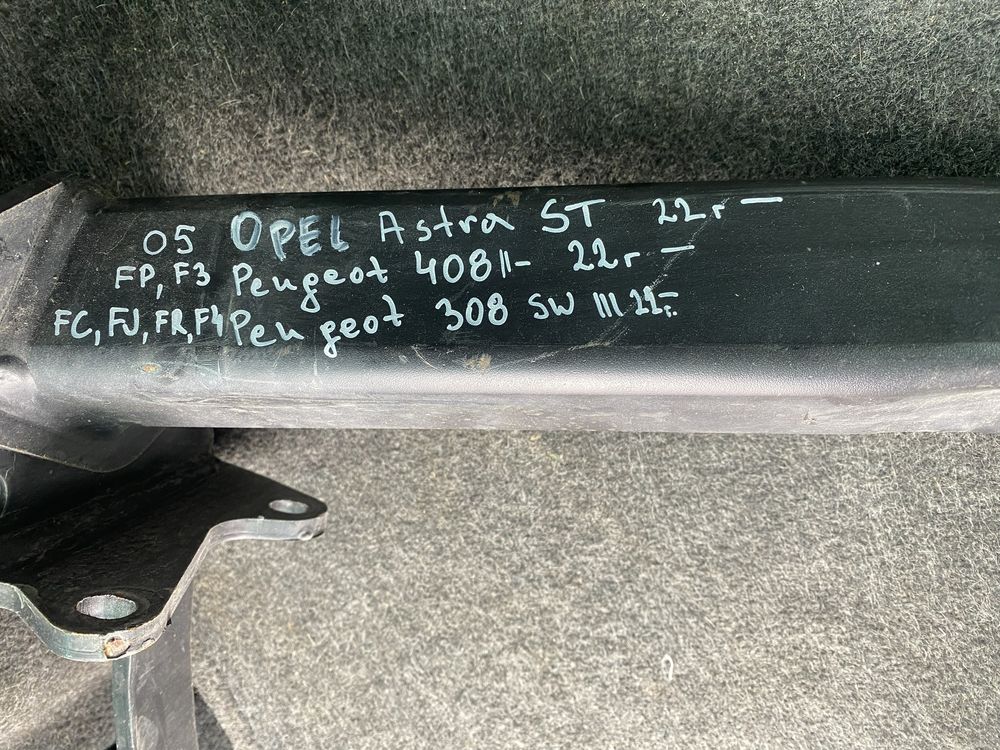 O5 OPEL Astra ST 22г—
FP, F3 Peugeot 408 II- 22г—
FC, FJ, FR, F4 Peugeot 308 SW III 22г-